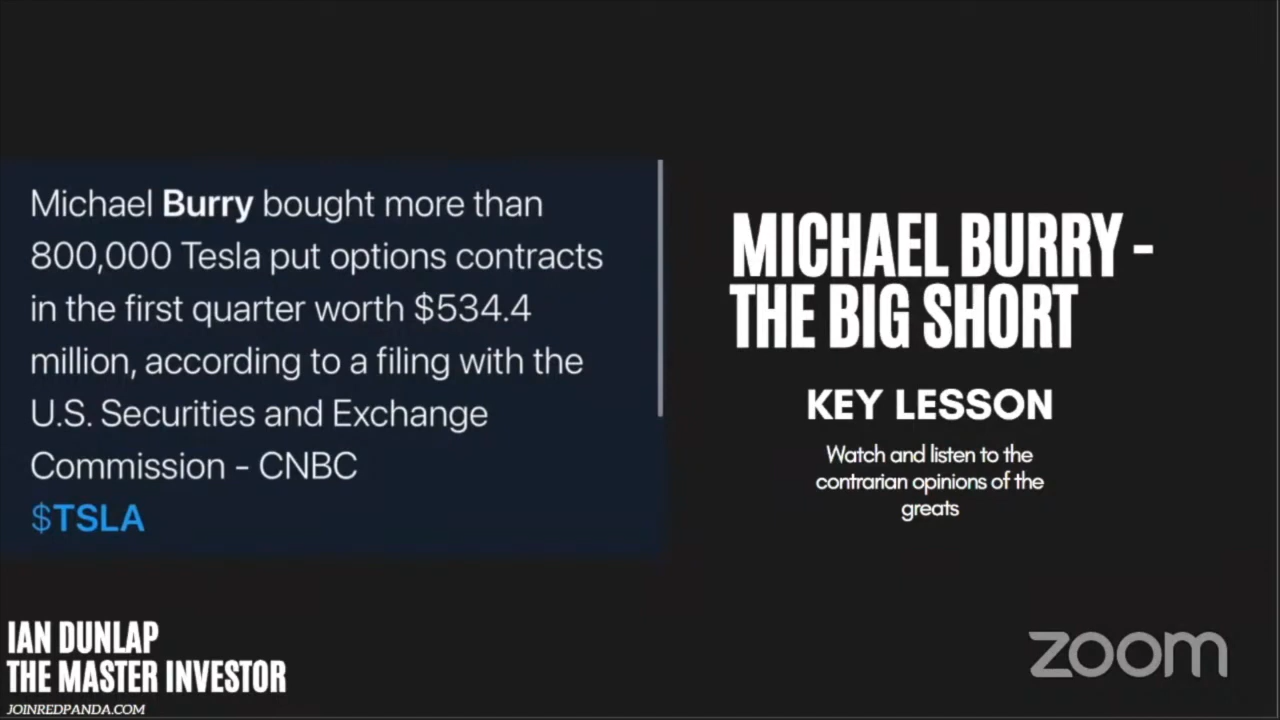 Michael Burry bought more than
800,000 Tesla put options contracts
in the first quarter worth $534.4
million, according to a filing with the
U.S. Securities and Exchange
Commission - CNBC
$TSLA
MICHAEL BURRY -
THE BIG SHORT
KEY LESSON
Watch and listen to the
contrarian opinions of the
greats
IAN DUNLAP
THE MASTER INVESTOR
JOINREDPANDA.COM
zoom